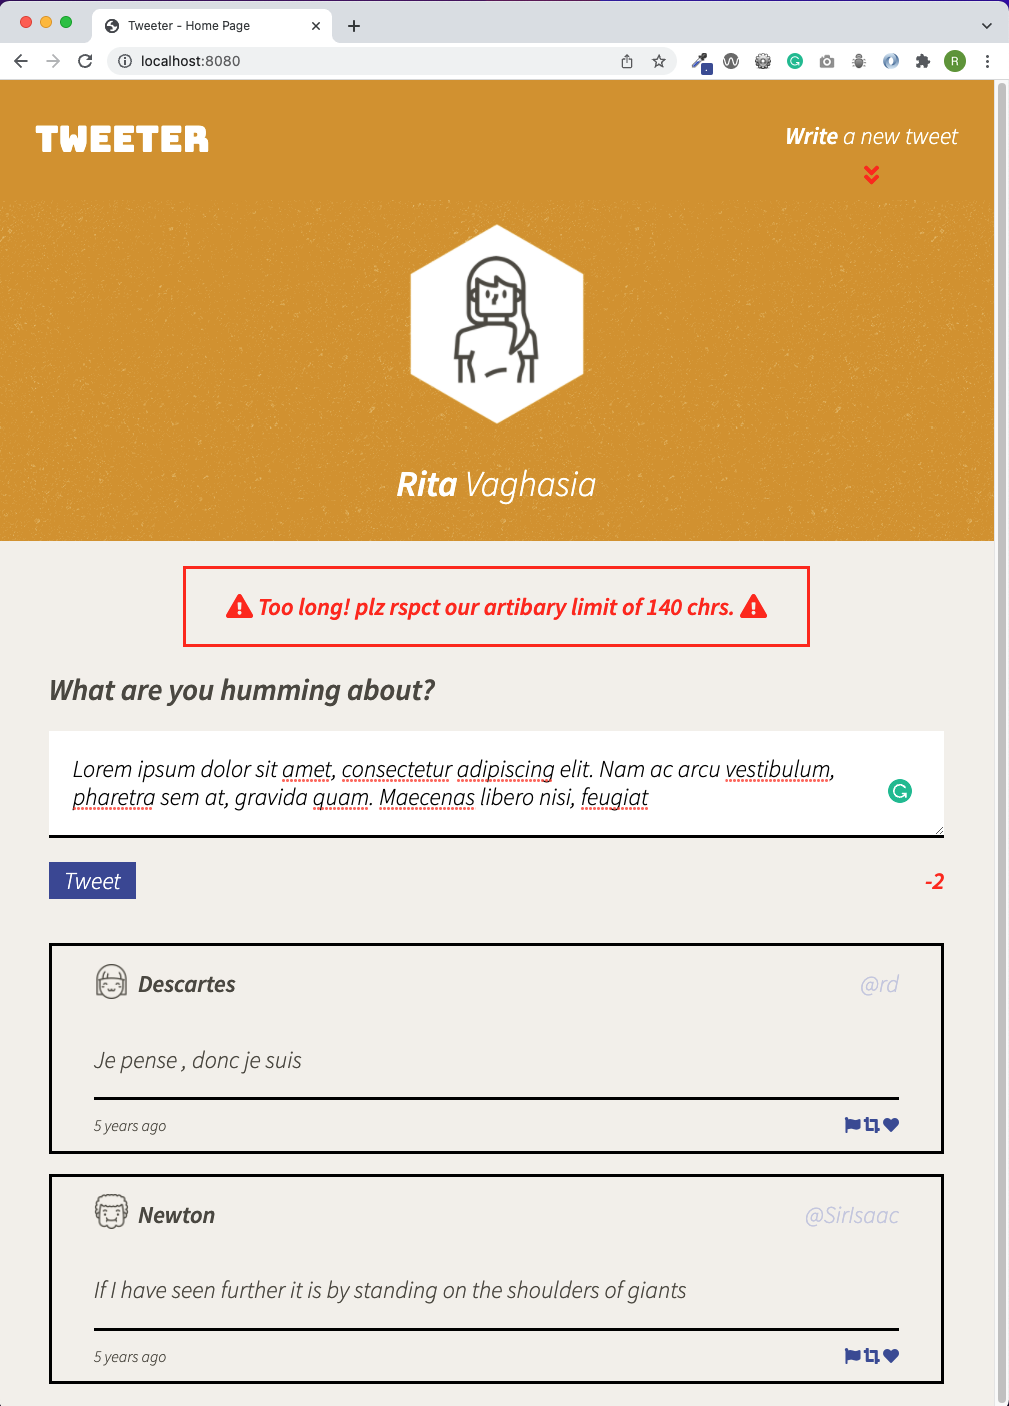 Tweeter - Home Page
localhost:8080
R
TWEETER
Write a new tweet
Rita Vaghasia
Too long! plz rspct our artibary limit of 140 chrs.
What are you humming about?
Lorem ipsum dolor sit amet, consectetur adipiscing elit. Nam ac arcu vestibulum,
pharetra sem at, gravida quam. Maecenas libero nisi, feugiat
Tweet
-2
Descartes
@rd
Je pense , donc je suis
5 years ago
Newton
@SirIsaac
If I have seen further it is by standing on the shoulders of giants
5 years ago